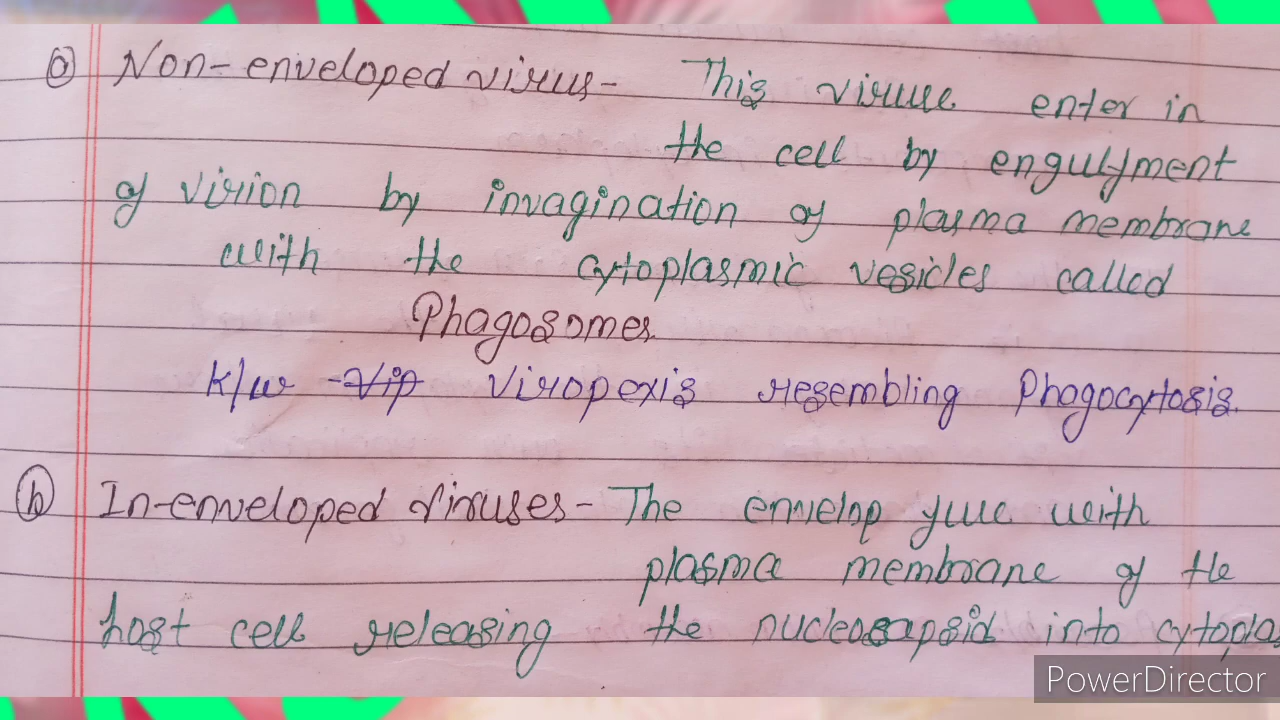 a) Non-enveloped virus- This viruse enter in
the cell by engulfment
of virion by invagination of plasma membrane
with the cytoplasmic vesicles called
Phagosomes
K/w -Vip Viropexis resembling Phagocytosis.
b) In-enveloped viruses- The envelop fuse with
plasma membrane of the
host cell releasing the nucleosapsid into cytoplas
PowerDirector